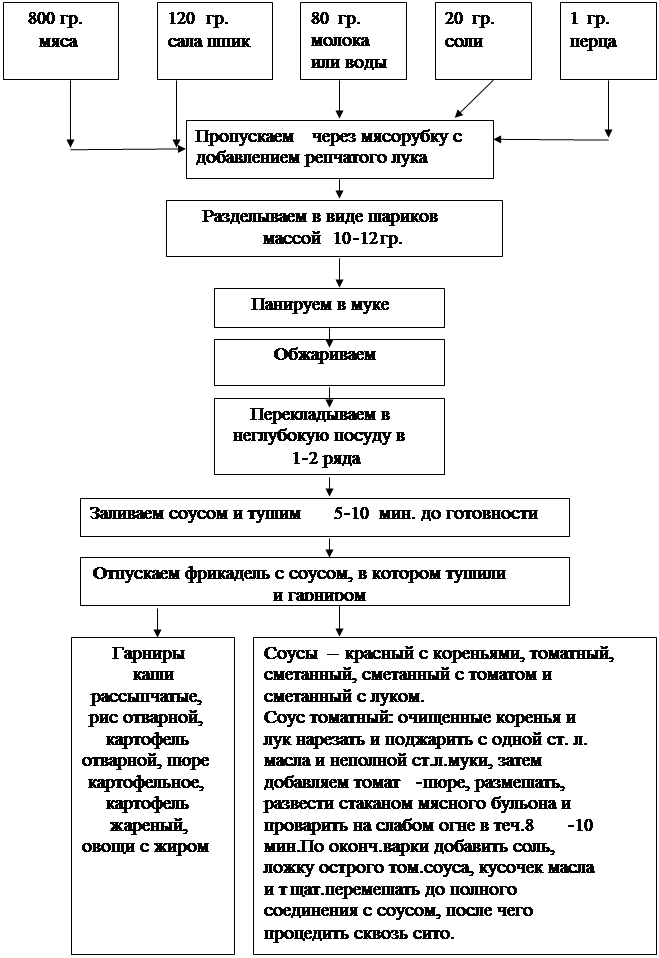 800 гр.
мяса
120 гр.
сала шпик
80 гр.
молока
или воды
20 гр.
соли
1 гр.
перца
Пропускаем через мясорубку с
добавлением репчатого лука
Разделываем в виде шариков
массой 10-12 гр.
Панируем в муке
Обжариваем
Перекладываем в
неглубокую посуду в
1-2 ряда
Заливаем соусом и тушим 5-10 мин. до готовности
Отпускаем фрикадель с соусом, в котором тушили
и гарниром
Гарниры
каши
рассыпчатые,
рис отварной,
картофель
отварной, пюре
картофельное,
картофель
жареный,
овощи с жиром
Соусы – красный с кореньями, томатный,
сметанный, сметанный с томатом и
сметанный с луком.
Соус томатный: очищенные коренья и
лук нарезать и поджарить с одной ст. л.
масла и неполной ст.л.муки, затем
добавляем томат -пюре, размешать,
развести стаканом мясного бульона и
проварить на слабом огне в теч.8 -10
мин.По оконч.варки добавить соль,
ложку острого том.соуса, кусочек масла
и тщат.перемешать до полного
соединения с соусом, после чего
процедить сквозь сито.